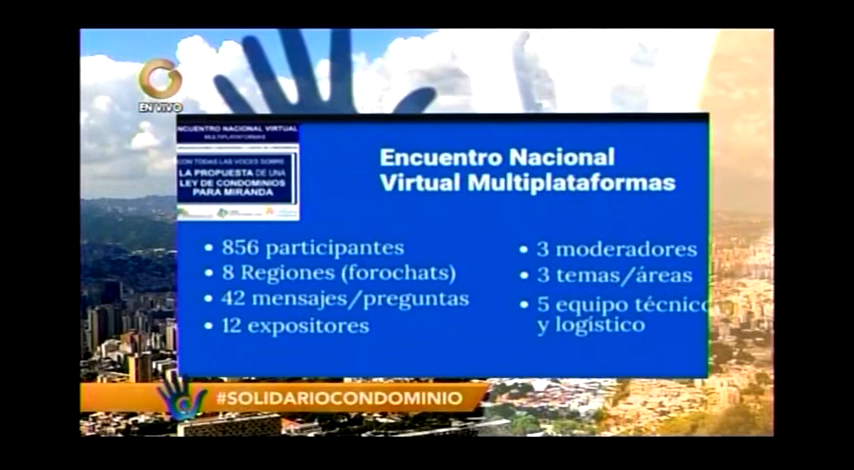 EN VIVO
ENCUENTRO NACIONAL VIRTUAL
MULTIPLATAFORMAS
CON TODAS LAS VOCES SOBRE
LA PROPUESTA DE UNA
LEY DE CONDOMINIOS
PARA MIRANDA
Encuentro Nacional
Virtual Multiplataformas
• 856 participantes
• 8 Regiones (forochats)
• 42 mensajes/preguntas
• 12 expositores
• 3 moderadores
• 3 temas/áreas
• 5 equipo técnico
y logístico
#SOLIDARIOCONDOMINIO